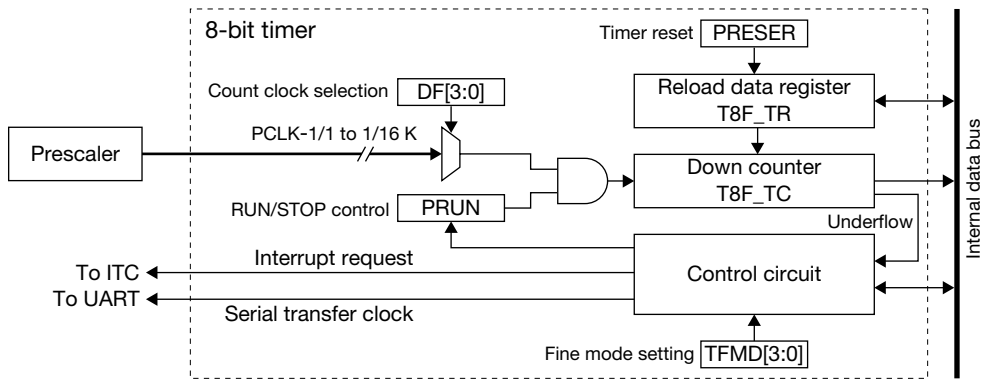 8-bit timer
Timer reset
PRESER
Count clock selection
DF[3:0]
Reload data register
T8F_TR
PCLK-1/1 to 1/16 K
Prescaler
Down counter
T8F_TC
RUN/STOP control
PRUN
Underflow
Internal data bus
Interrupt request
Control circuit
To ITC
To UART
Serial transfer clock
Fine mode setting
TFMD[3:0]